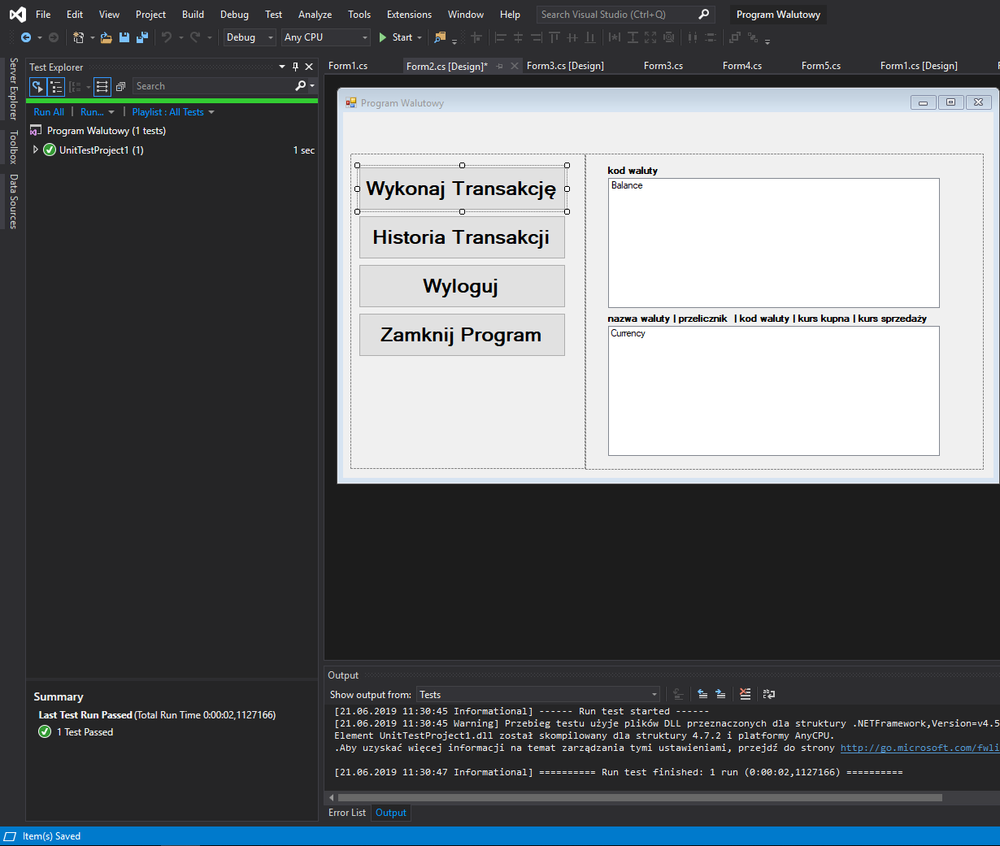 File Edit View Project Build Debug Test Analyze Tools Extensions Window Help Search Visual Studio (Ctrl+Q) Program Walutowy
Debug Any CPU Start
Server Explorer
Toolbox
Data Sources
Test Explorer
Search
Run All | Run... | Playlist : All Tests
Program Walutowy (1 tests)
UnitTestProject1 (1) 1 sec
Summary
Last Test Run Passed (Total Run Time 0:00:02,1127166)
1 Test Passed
Form1.cs Form2.cs [Design]* Form3.cs [Design] Form3.cs Form4.cs Form5.cs Form1.cs [Design]
Program Walutowy
Wykonaj Transakcję
Historia Transakcji
Wyloguj
Zamknij Program
kod waluty
Balance
nazwa waluty | przelicznik | kod waluty | kurs kupna | kurs sprzedaży
Currency
Output
Show output from: Tests
[21.06.2019 11:30:45 Informational] ------ Run test started ------
[21.06.2019 11:30:45 Warning] Przebieg testu użyje plików DLL przeznaczonych dla struktury .NETFramework,Version=v4.5
Element UnitTestProject1.dll został skompilowany dla struktury 4.7.2 i platformy AnyCPU.
.Aby uzyskać więcej informacji na temat zarządzania tymi ustawieniami, przejdź do strony http://go.microsoft.com/fwli
[21.06.2019 11:30:47 Informational] ========== Run test finished: 1 run (0:00:02,1127166) ==========
Error List Output
Item(s) Saved